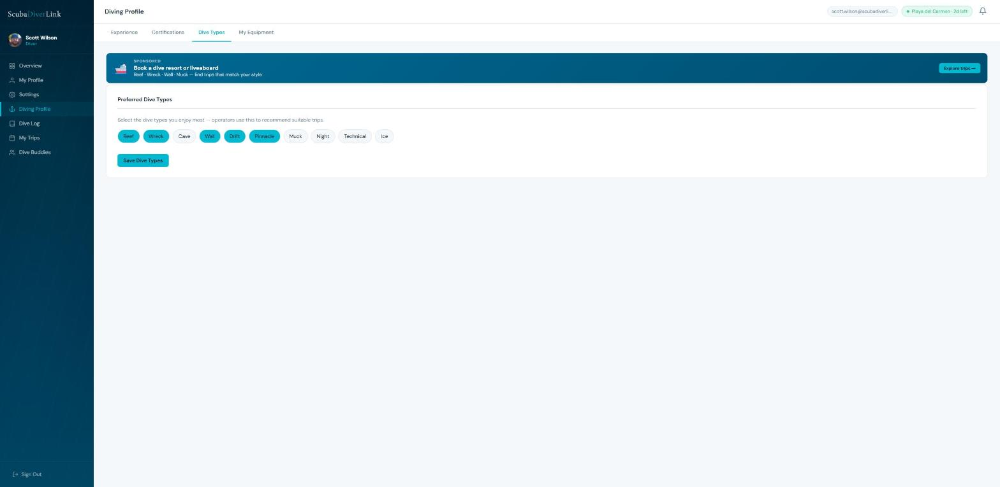 ScubaDiverLink
Scott Wilson
Diver
Overview
My Profile
Settings
Diving Profile
Dive Log
My Trips
Dive Buddies
Sign Out
Diving Profile
scott.wilson@scubadiverli...
Playa del Carmen · 2d left
Experience
Certifications
Dive Types
My Equipment
SPONSORED
Book a dive resort or liveaboard
Reef · Wreck · Wall · Muck — find trips that match your style
Explore trips →
Preferred Dive Types
Select the dive types you enjoy most — operators use this to recommend suitable trips.
Reef Wreck Cave Wall Drift Pinnacle Muck Night Technical Ice
Save Dive Types